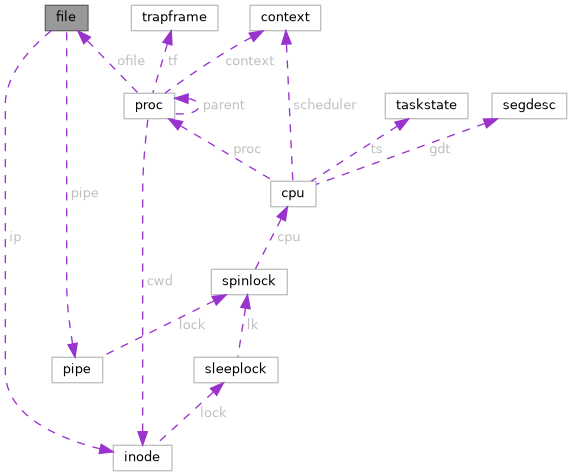 file
trapframe
context
ofile
tf
context
proc
parent
scheduler
taskstate
segdesc
proc
ts
gdt
pipe
cpu
ip
cpu
cwd
spinlock
lock
lk
pipe
sleeplock
lock
inode